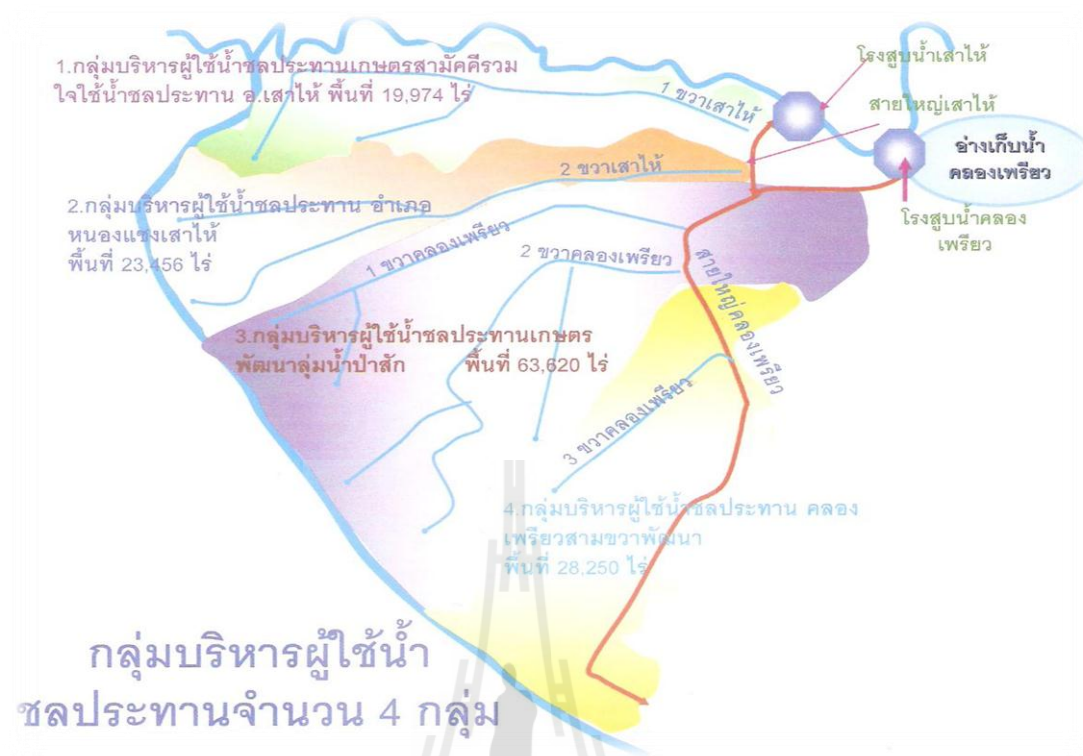 1.กลุ่มบริหารผู้ใช้น้ำชลประทานเกษตรสามัคคีรวม
ใจใช้น้ำชลประทาน อ.เสาไห้ พื้นที่ 19,974 ไร่
โรงสูบน้ำเสาไห้
1 ขวาเสาไห้
สายใหญ่เสาไห้
อ่างเก็บน้ำ
คลองเพรียว
2 ขวาเสาไห้
2.กลุ่มบริหารผู้ใช้น้ำชลประทาน อำเภอ
หนองแซงเสาไห้
พื้นที่ 23,456 ไร่
โรงสูบน้ำคลอง
เพรียว
1 ขวาคลองเพรียว
2 ขวาคลองเพรียว
สายใหญ่คลองเพรียว
3.กลุ่มบริหารผู้ใช้น้ำชลประทานเกษตร
พัฒนาลุ่มน้ำป่าสัก พื้นที่ 63,620 ไร่
3 ขวาคลองเพรียว
4.กลุ่มบริหารผู้ใช้น้ำชลประทาน คลอง
เพรียวสามขวาพัฒนา
พื้นที่ 28,250 ไร่
กลุ่มบริหารผู้ใช้น้ำ
ชลประทานจำนวน 4 กลุ่ม